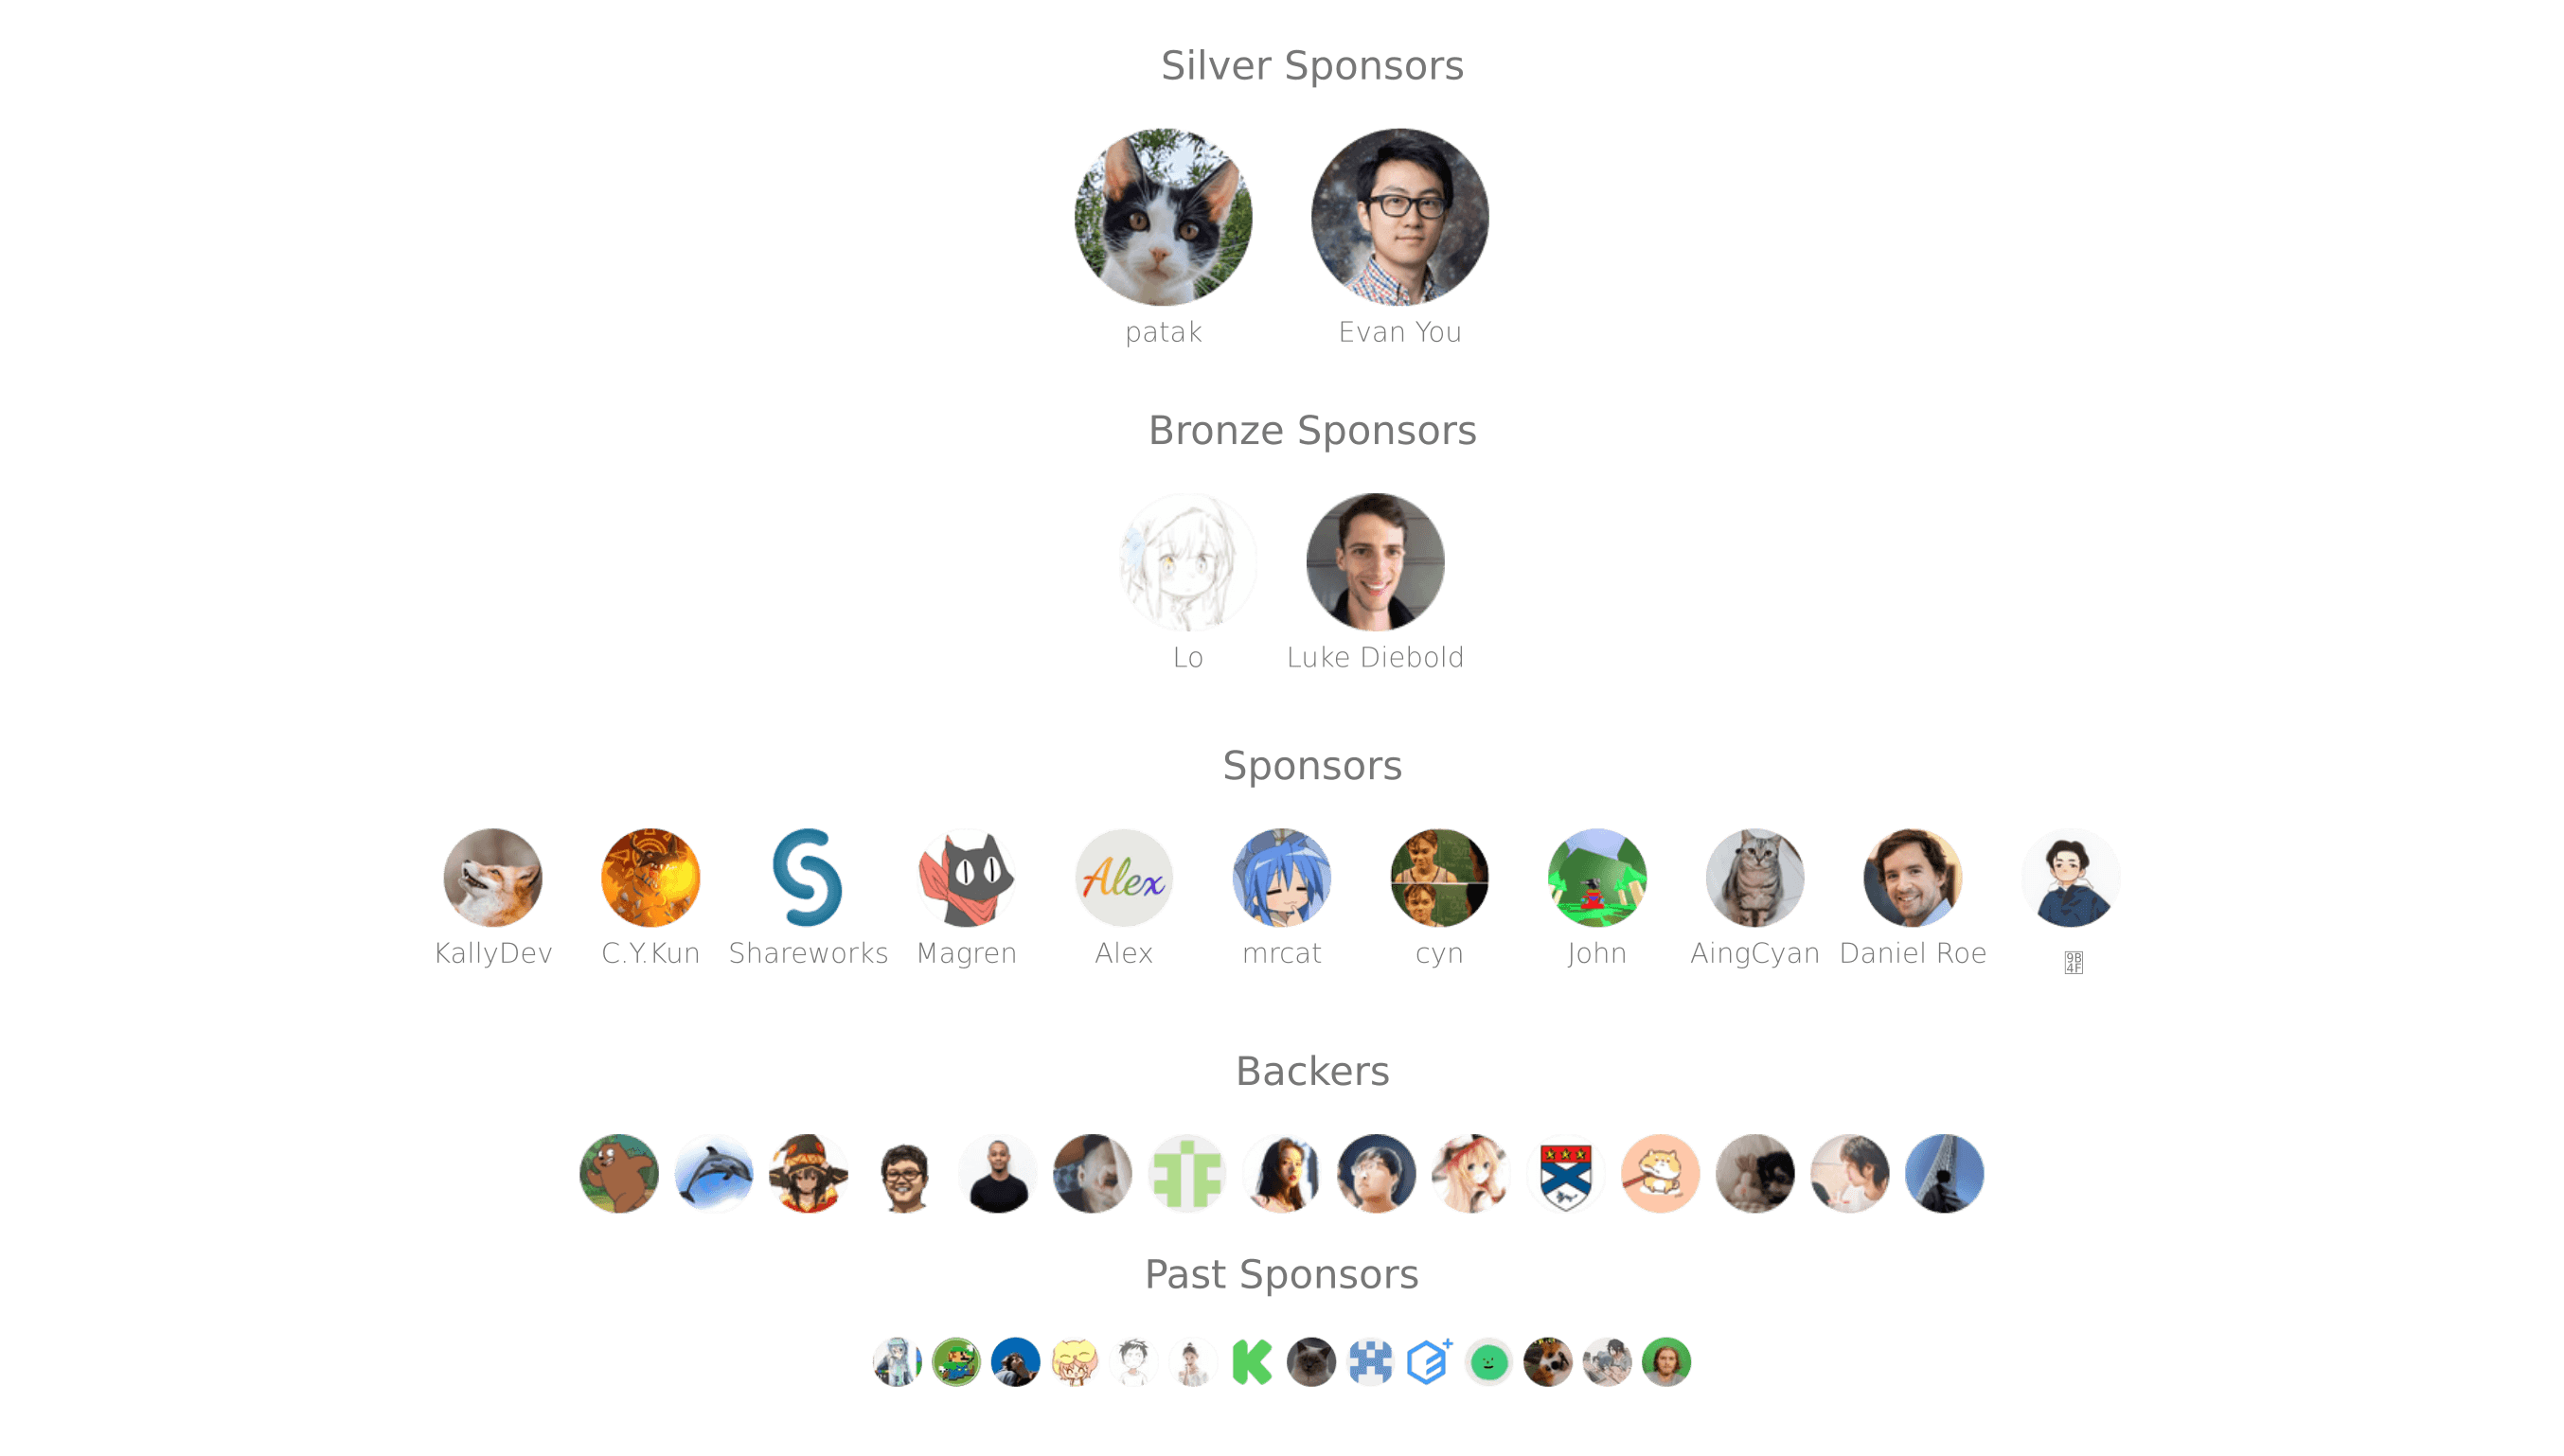 Silver Sponsors
patak
Evan You
Bronze Sponsors
Lo
Luke Diebold
Sponsors
Alex
KallyDev
C.Y.Kun
Shareworks
Magren
Alex
mrcat
cyn
John
AingCyan
Daniel Roe
Backers
Past Sponsors